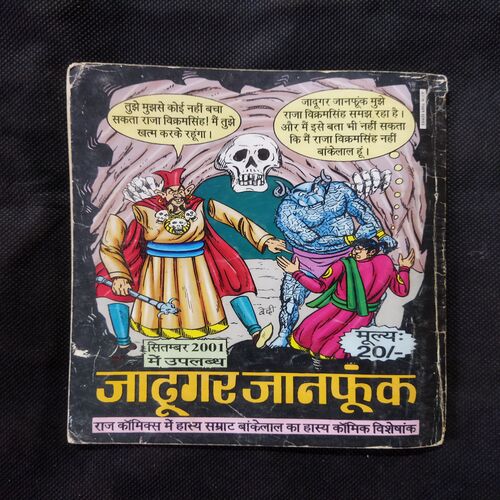 तुझे मुझसे कोई नहीं बचा
सकता राजा विक्रमसिंह! मैं तुझे
खत्म करके रहूंगा।
जादूगर जानफूंक मुझे
राजा विक्रमसिंह समझ रहा है।
और मैं इसे बता भी नहीं सकता
कि मैं राजा विक्रमसिंह नहीं
बांकेलाल हूं।
बेदी
सितम्बर 2001
में उपलब्ध
मूल्य:
20/-
जादूगर जानफूंक
राज कॉमिक्स में हास्य सम्राट बांकेलाल का हास्य कॉमिक विशेषांक